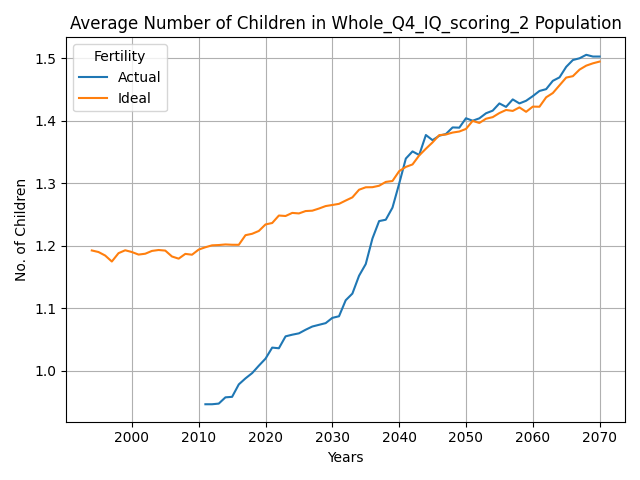 Average Number of Children in Whole_Q4_IQ_scoring_2 Population
Fertility
Actual
Ideal
No. of Children
1.5
1.4
1.3
1.2
1.1
1.0
2000 2010 2020 2030 2040 2050 2060 2070
Years